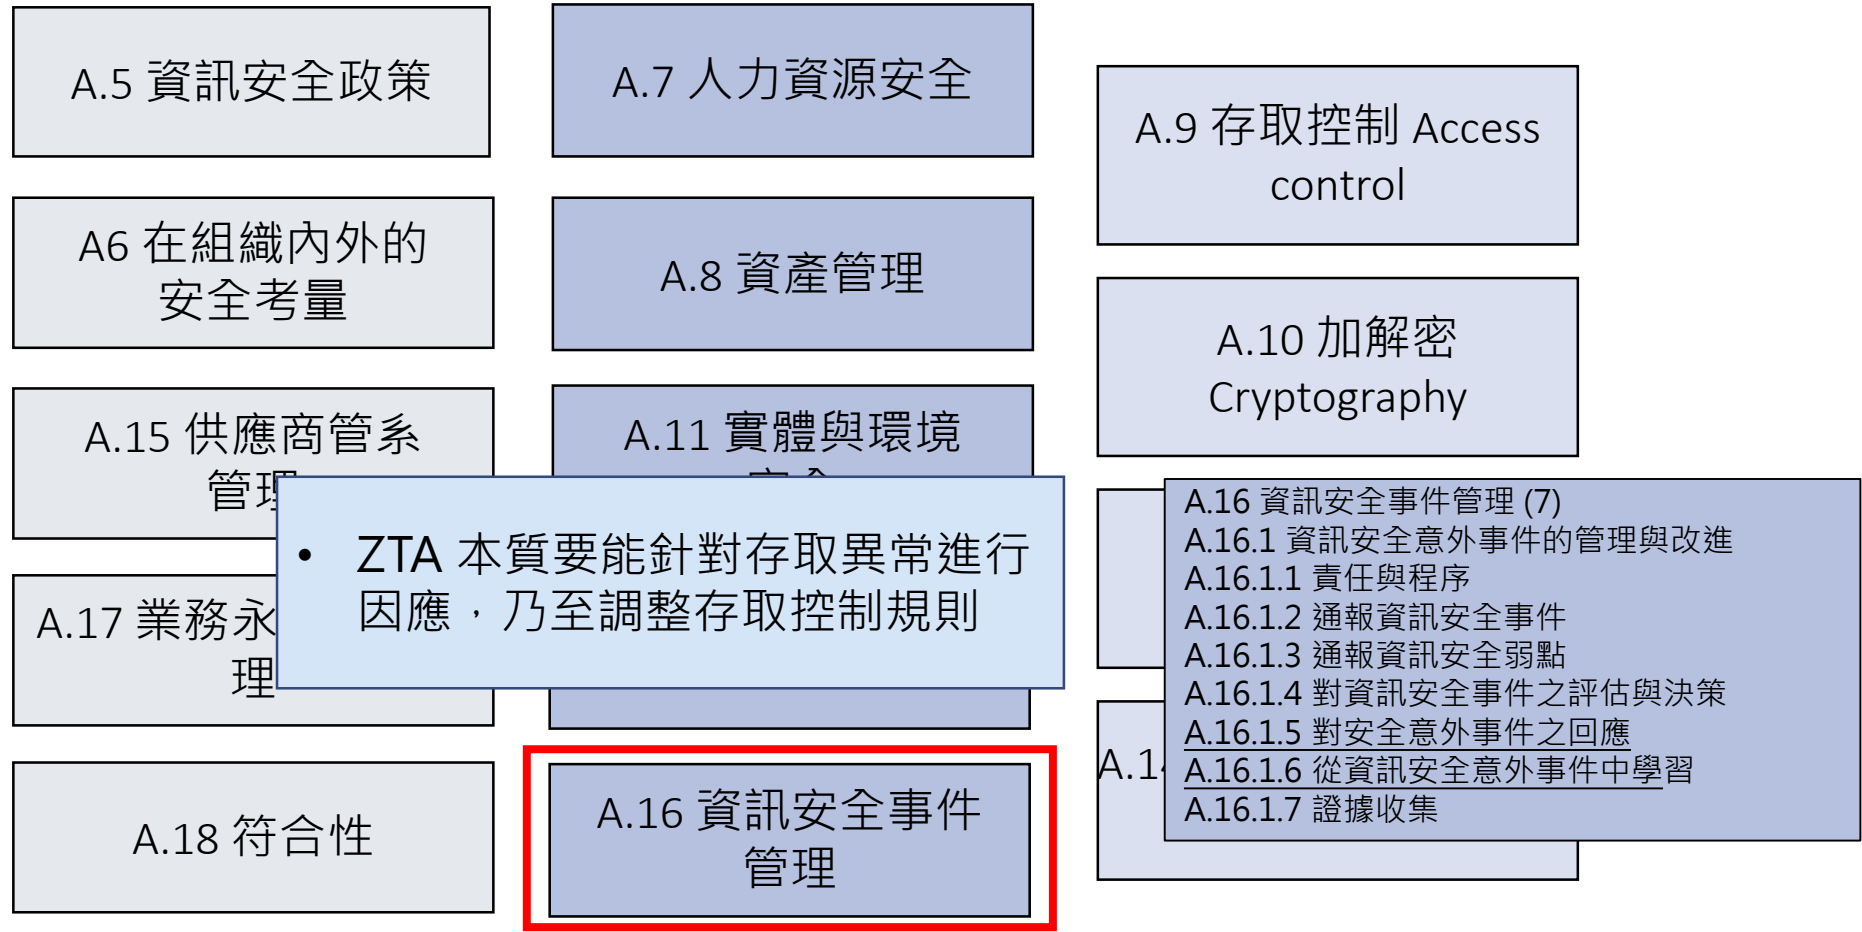 A.5 資訊安全政策
A6 在組織內外的
安全考量
A.15 供應商管系
管理
A.17 業務永
理
A.18 符合性
A.7 人力資源安全
A.8 資產管理
A.11 實體與環境
• ZTA 本質要能針對存取異常進行
因應，乃至調整存取控制規則
A.16 資訊安全事件
管理
A.9 存取控制 Access
control
A.10 加解密
Cryptography
A.14
A.16 資訊安全事件管理 (7)
A.16.1 資訊安全意外事件的管理與改進
A.16.1.1 責任與程序
A.16.1.2 通報資訊安全事件
A.16.1.3 通報資訊安全弱點
A.16.1.4 對資訊安全事件之評估與決策
A.16.1.5 對安全意外事件之回應
A.16.1.6 從資訊安全意外事件中學習
A.16.1.7 證據收集